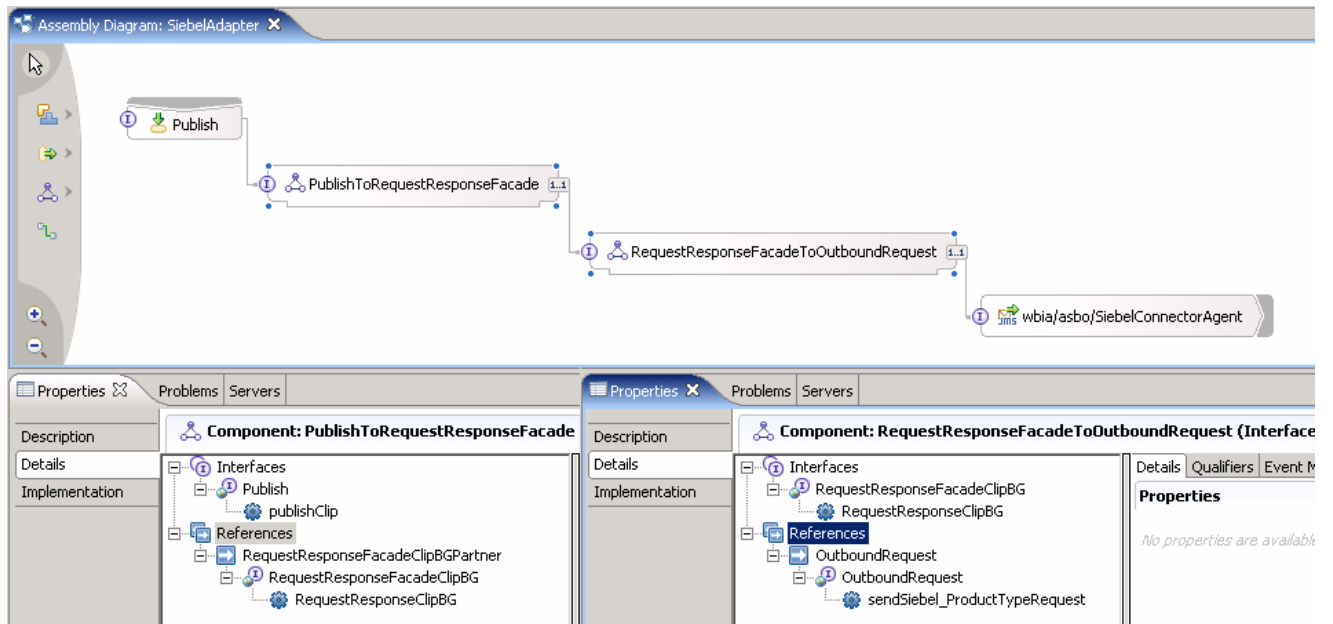 Assembly Diagram: SiebelAdapter
Publish
PublishToRequestResponseFacade 1..1
RequestResponseFacadeToOutboundRequest 1..1
JMS wbia/asbo/SiebelConnectorAgent
Properties Problems Servers
Description
Details
Implementation
Component: PublishToRequestResponseFacade
Interfaces
Publish
publishClip
References
RequestResponseFacadeClipBGPartner
RequestResponseFacadeClipBG
RequestResponseClipBG
Properties Problems Servers
Description
Details
Implementation
Component: RequestResponseFacadeToOutboundRequest (Interface
Interfaces
RequestResponseFacadeClipBG
RequestResponseClipBG
References
OutboundRequest
OutboundRequest
sendSiebel_ProductTypeRequest
Details Qualifiers Event M
Properties
No properties are available